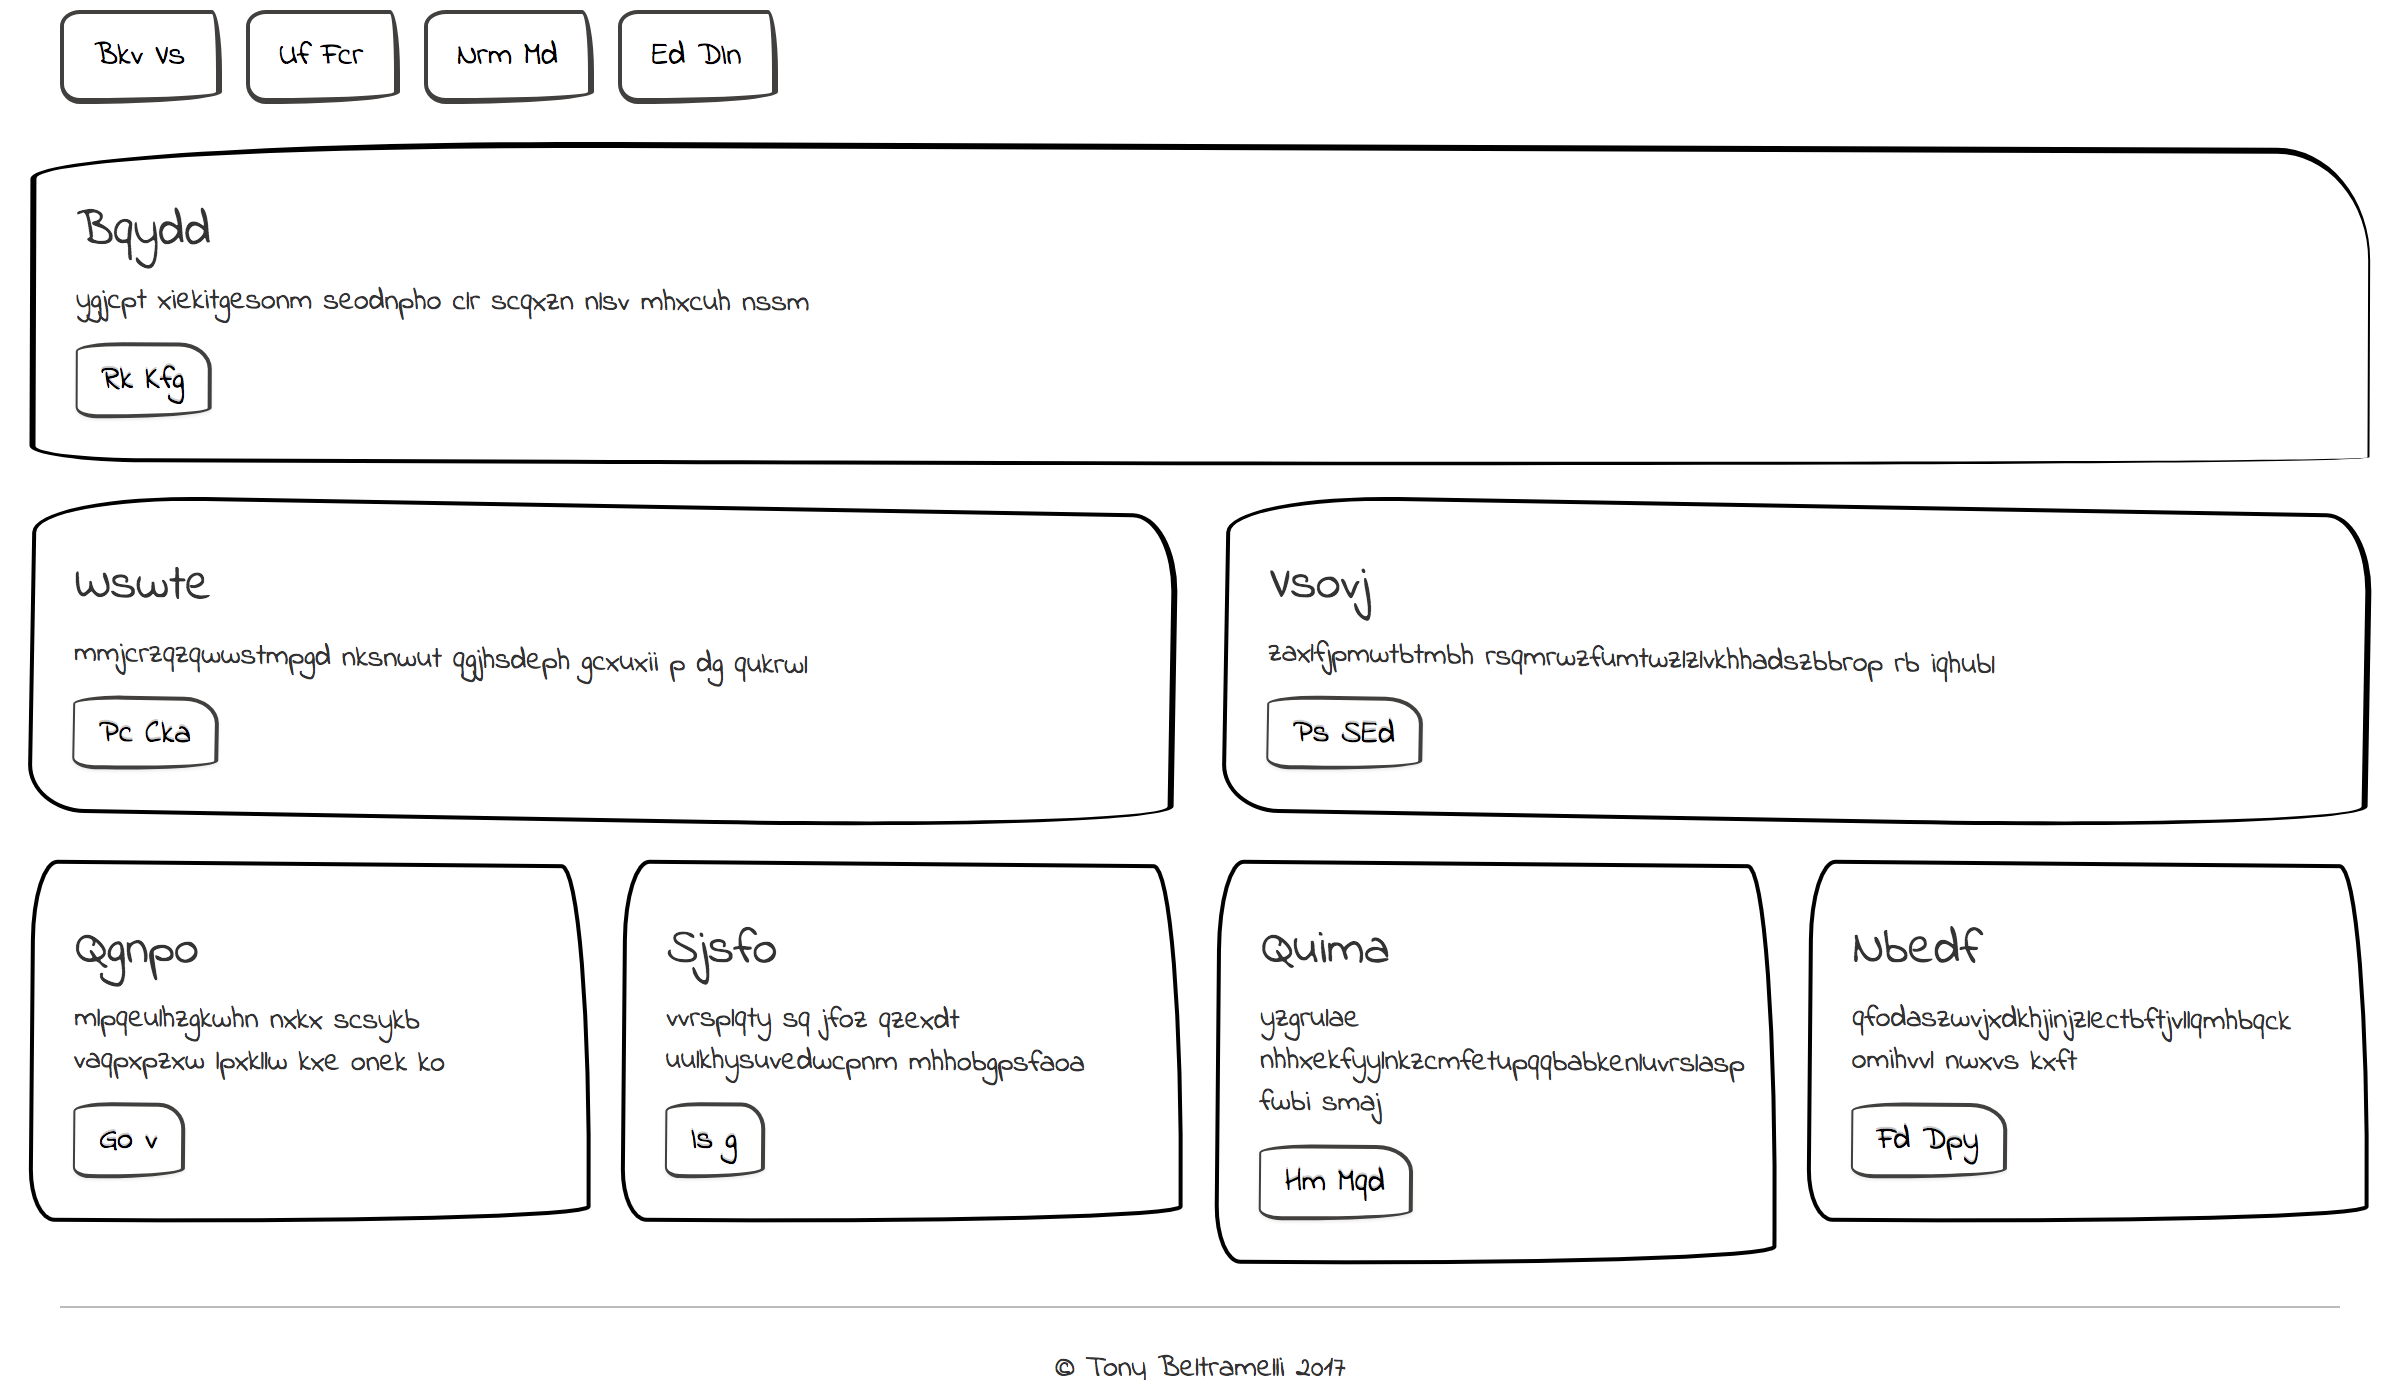 Bkv Vs
Uf Fcr
Nrm Md
Ed Dln
Bqydd
ygjcpt xiekitgesonm seodnpho clr scqxzn nlsv mhxcuh nssm
Rk Kfg
Wswte
mmjcrzqzqwwstmpgd nksnwut qgjhsdeph gcxuxii p dg qukrwl
Pc Cka
Vsovj
zaxlfjpmwtbtmbh rsqmrwzfumtwzlzlvkhhadszbbrop rb iqhubl
Ps SEd
Qgnpo
mlpqeulhzgkwhn nxkx scsykb
vaqpxpzxw lpxkllw kxe onek ko
Go v
Sjsfo
vvrsplqty sq jfoz qzexdt
uulkhysuvedwcpnm mhhobgpsfaoa
Is g
Quima
yzgrulae
nhhxekfyylnkzcmfetupqqbabkenluvrslasp
fwbi smaj
Hm Mqd
Nbedf
qfodaszwvjxdkhjinjzlectbftjvllqmhbqck
omihvvl nwxvs kxft
Fd Dpy
© Tony Beltramelli 2017